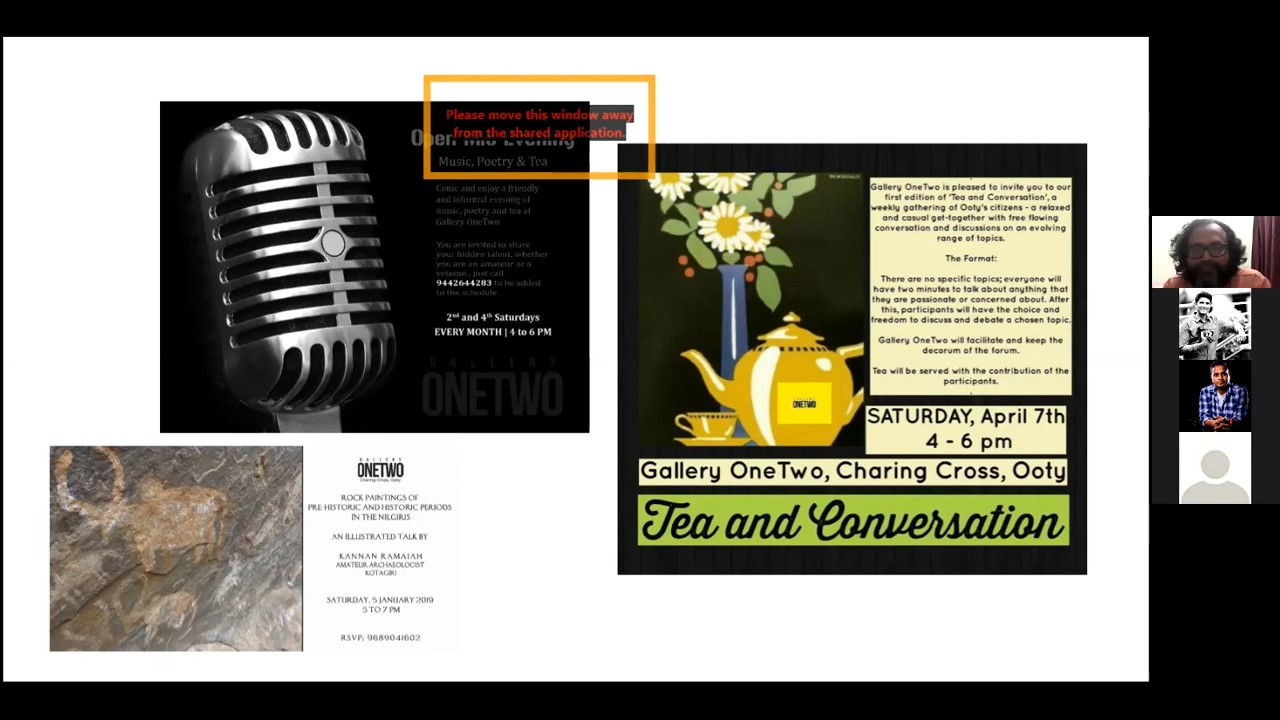 Please move this window away
from the shared application.
Open Mic Evening
Music, Poetry & Tea
Come and enjoy a friendly
and informal evening of
music, poetry and tea at
Gallery OneTwo
You are invited to share
your hidden talent, whether
you are an amateur or a
veteran, just call
9442644283 to be added
to the schedule
2nd and 4th Saturdays
EVERY MONTH | 4 to 6 PM
GALLERY
ONETWO
Gallery OneTwo is pleased to invite you to our
first edition of 'Tea and Conversation', a
weekly gathering of Ooty's citizens - a relaxed
and casual get-together with free flowing
conversation and discussions on an evolving
range of topics.
The Format:
There are no specific topics; everyone will
have two minutes to talk about anything that
they are passionate or concerned about. After
this, participants will have the choice and
freedom to discuss and debate a chosen topic.
Gallery OneTwo will facilitate and keep the
decorum of the forum.
Tea will be served with the contribution of the
participants.
ONETWO
SATURDAY, April 7th
4 - 6 pm
Gallery OneTwo, Charing Cross, Ooty
Tea and Conversation
GALLERY
ONETWO
Charing Cross, Ooty
ROCK PAINTINGS OF
PRE-HISTORIC AND HISTORIC PERIODS
IN THE NILGIRIS
AN ILLUSTRATED TALK BY
KANNAN RAMAIAH
AMATEUR ARCHAEOLOGIST
KOTAGIRI
SATURDAY, 5 JANUARY 2019
5 TO 7 PM
RSVP: 9689041602